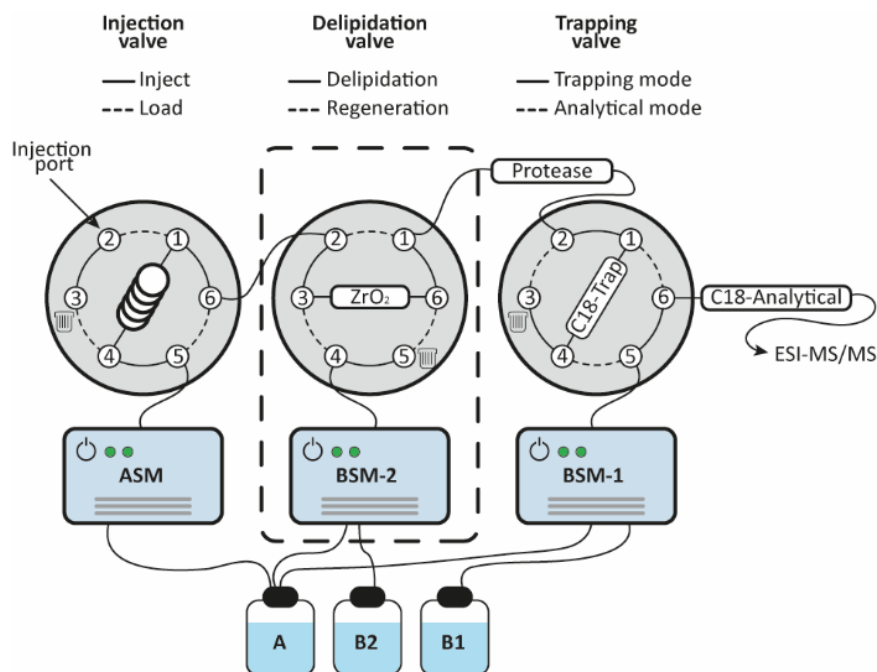 Injection
valve
Inject
Load
Delipidation
valve
Delipidation
Regeneration
Trapping
valve
Trapping mode
Analytical mode
Injection
port
Protease
2
1
3
6
4
5
2
1
3
ZrO₂
6
4
5
2
1
3
C18-Trap
6
4
5
C18-Analytical
ESI-MS/MS
ASM
BSM-2
BSM-1
A
B2
B1